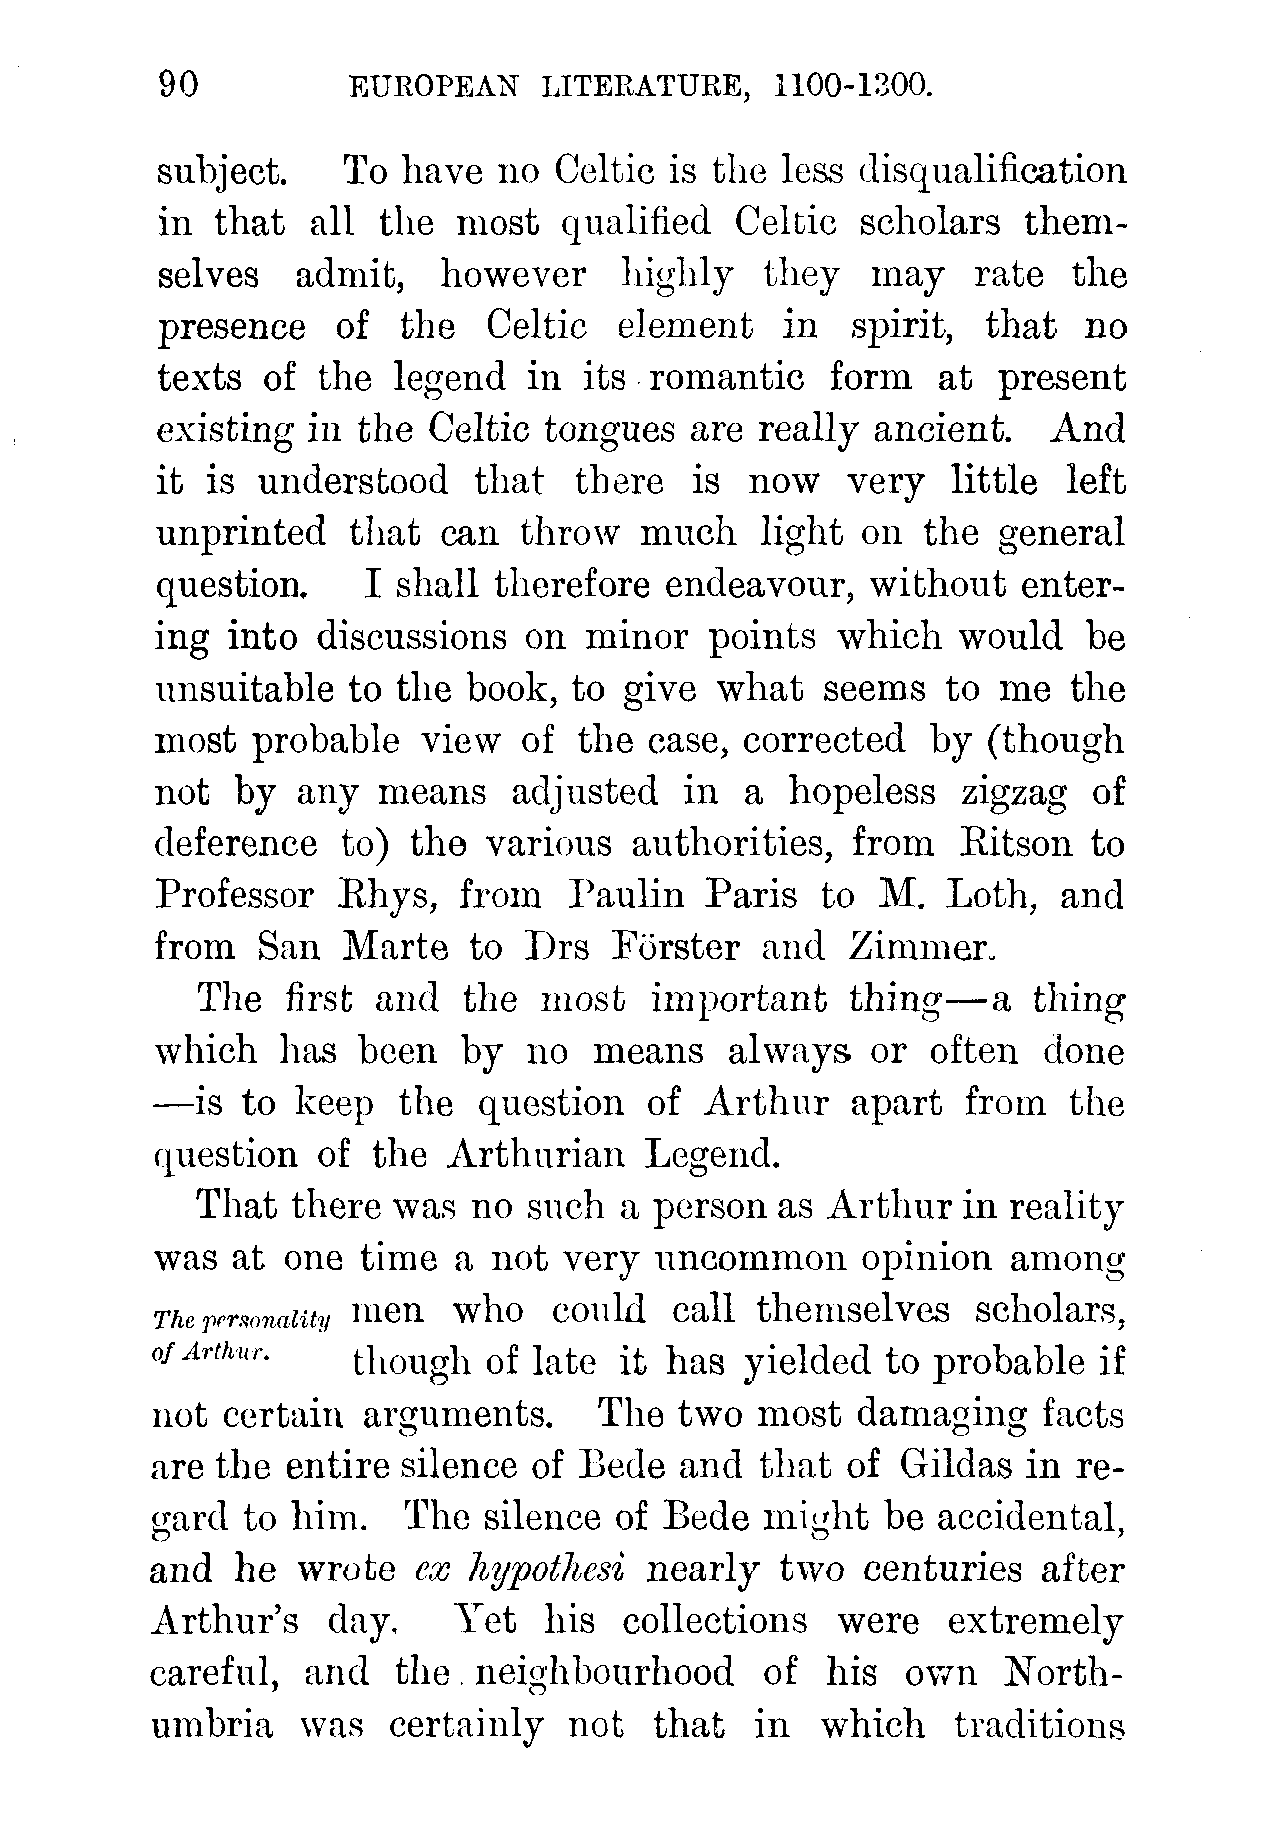 90 EUROPEAN LITERATURE, 1100-1300.
subject. To have no Celtic is the less disqualification
in that all the most qualified Celtic scholars them-
selves admit, however highly they may rate the
presence of the Celtic element in spirit, that no
texts of the legend in its romantic form at present
existing in the Celtic tongues are really ancient. And
it is understood that there is now very little left
unprinted that can throw much light on the general
question. I shall therefore endeavour, without enter-
ing into discussions on minor points which would be
unsuitable to the book, to give what seems to me the
most probable view of the case, corrected by (though
not by any means adjusted in a hopeless zigzag of
deference to) the various authorities, from Ritson to
Professor Rhys, from Paulin Paris to M. Loth, and
from San Marte to Drs Förster and Zimmer.
The first and the most important thing—a thing
which has been by no means always or often done
—is to keep the question of Arthur apart from the
question of the Arthurian Legend.
That there was no such a person as Arthur in reality
was at one time a not very uncommon opinion among
The personality men who could call themselves scholars,
of Arthur. though of late it has yielded to probable if
not certain arguments. The two most damaging facts
are the entire silence of Bede and that of Gildas in re-
gard to him. The silence of Bede might be accidental,
and he wrote ex hypothesi nearly two centuries after
Arthur's day. Yet his collections were extremely
careful, and the neighbourhood of his own North-
umbria was certainly not that in which traditions